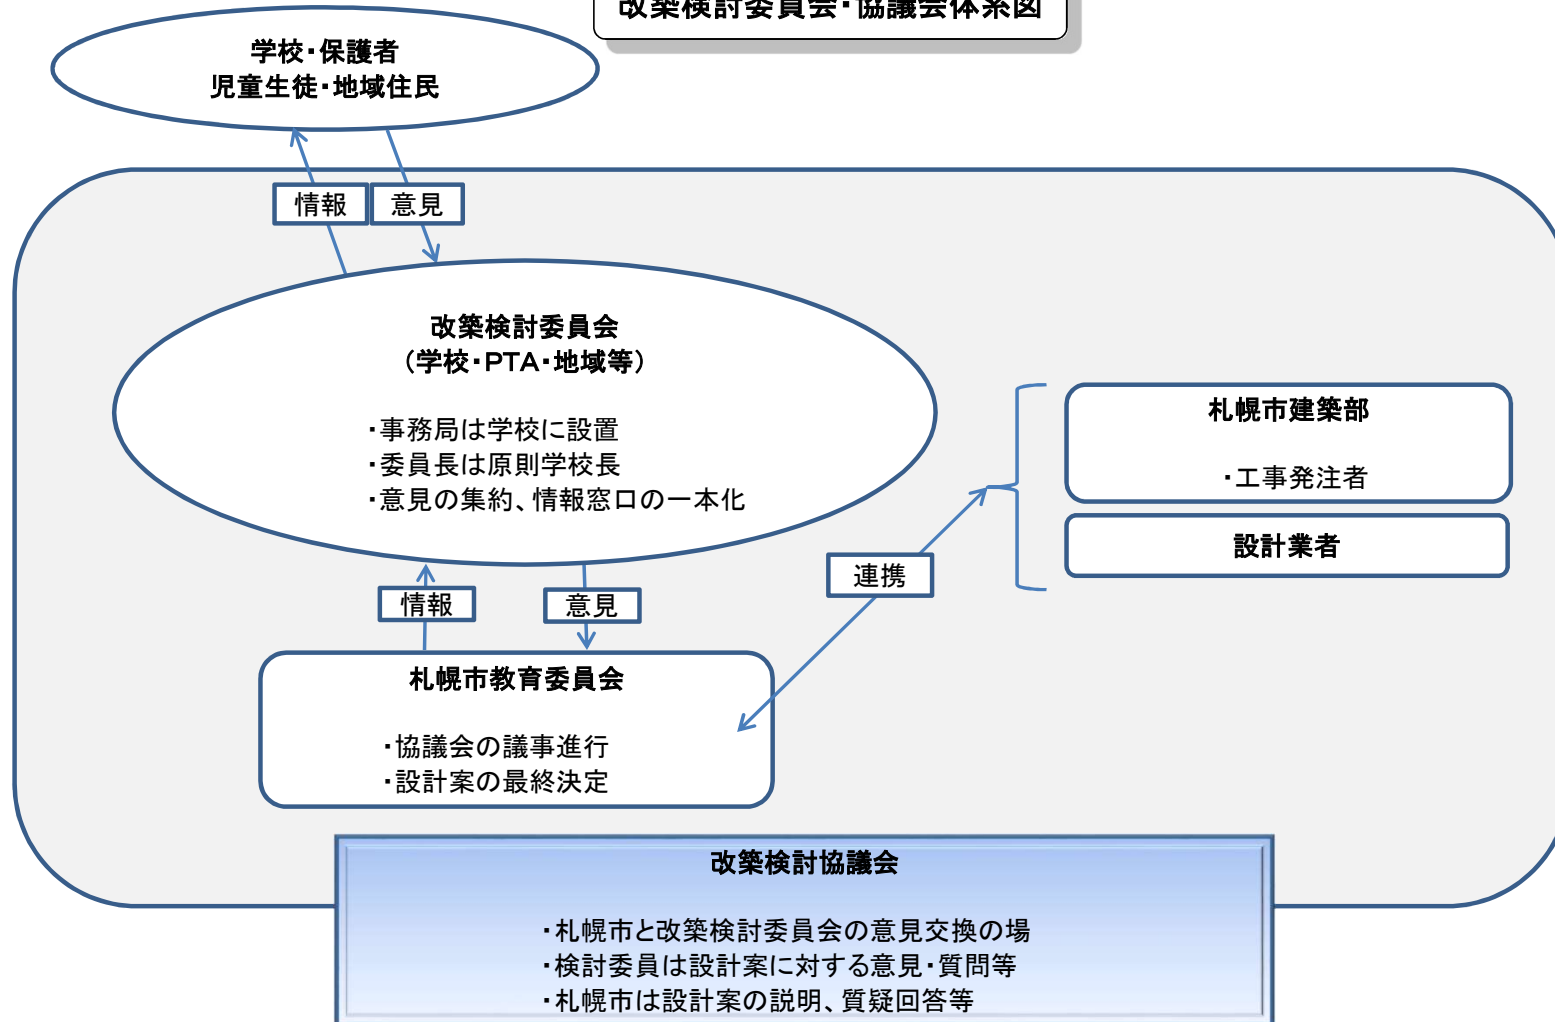 改築検討委員会・協議会体系図
学校・保護者
児童生徒・地域住民
情報
意見
改築検討委員会
（学校・PTA・地域等）
・事務局は学校に設置
・委員長は原則学校長
・意見の集約、情報窓口の一本化
札幌市建築部
・工事発注者
設計業者
連携
情報
意見
札幌市教育委員会
・協議会の議事進行
・設計案の最終決定
改築検討協議会
・札幌市と改築検討委員会の意見交換の場
・検討委員は設計案に対する意見・質問等
・札幌市は設計案の説明、質疑回答等